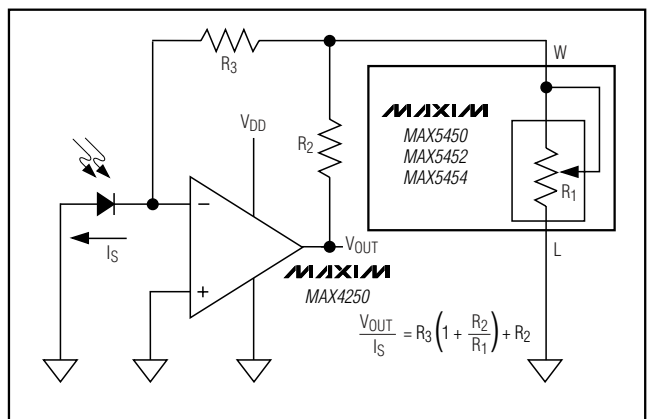 R3
W
VDD
R2
MAXIM
MAX5450
MAX5452
MAX5454
R1
IS
VOUT
MAXIM
MAX4250
L
VOUT/IS = R3(1 + R2/R1) + R2